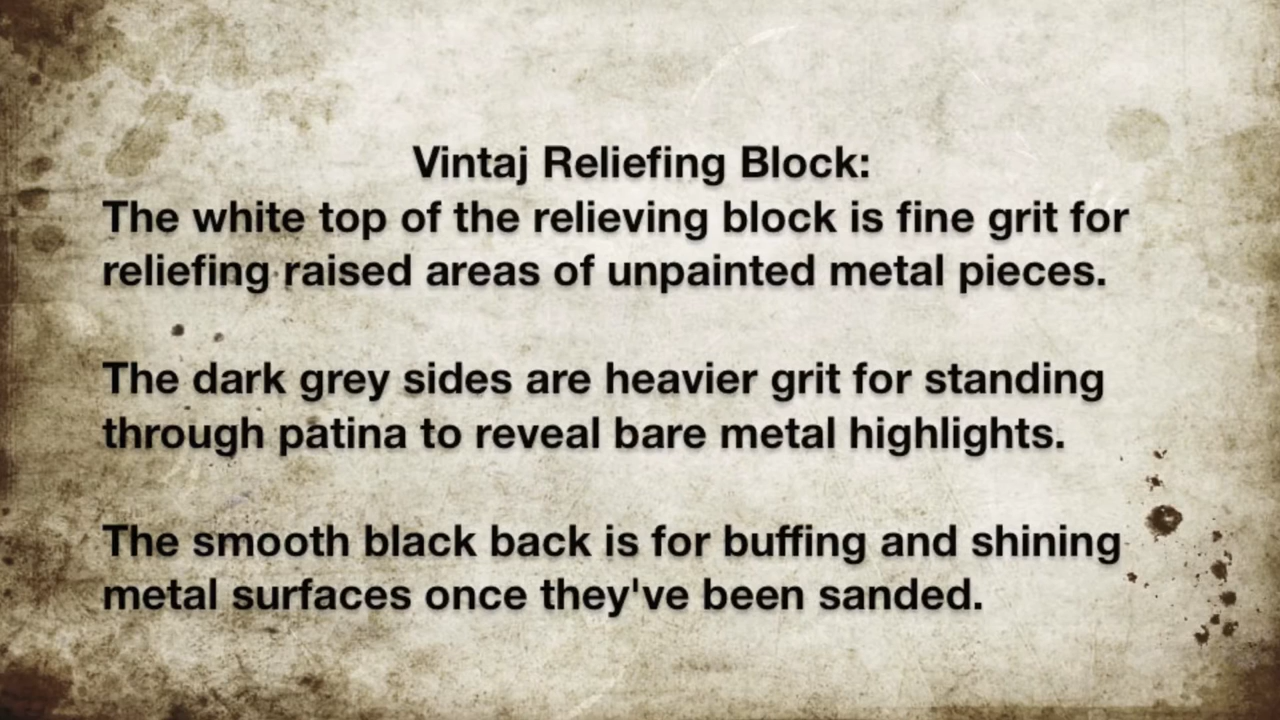 Vintaj Reliefing Block:
The white top of the relieving block is fine grit for
reliefing raised areas of unpainted metal pieces.
The dark grey sides are heavier grit for standing
through patina to reveal bare metal highlights.
The smooth black back is for buffing and shining
metal surfaces once they've been sanded.